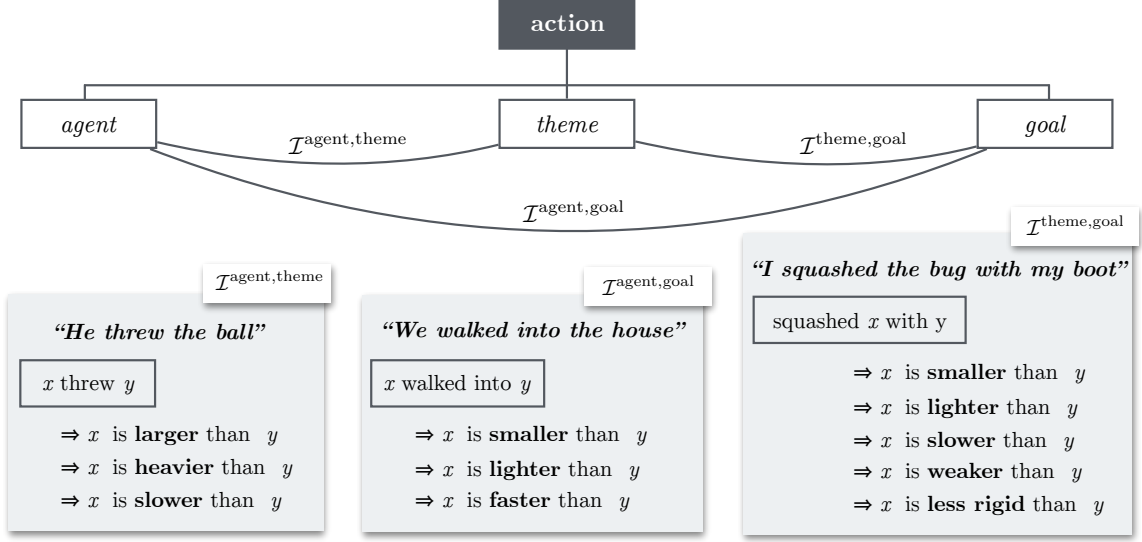 action
agent
theme
goal
𝓘^agent,theme
𝓘^theme,goal
𝓘^agent,goal
𝓘^agent,theme
“He threw the ball”
x threw y
⇒ x is larger than y
⇒ x is heavier than y
⇒ x is slower than y
𝓘^agent,goal
“We walked into the house”
x walked into y
⇒ x is smaller than y
⇒ x is lighter than y
⇒ x is faster than y
𝓘^theme,goal
“I squashed the bug with my boot”
squashed x with y
⇒ x is smaller than y
⇒ x is lighter than y
⇒ x is slower than y
⇒ x is weaker than y
⇒ x is less rigid than y